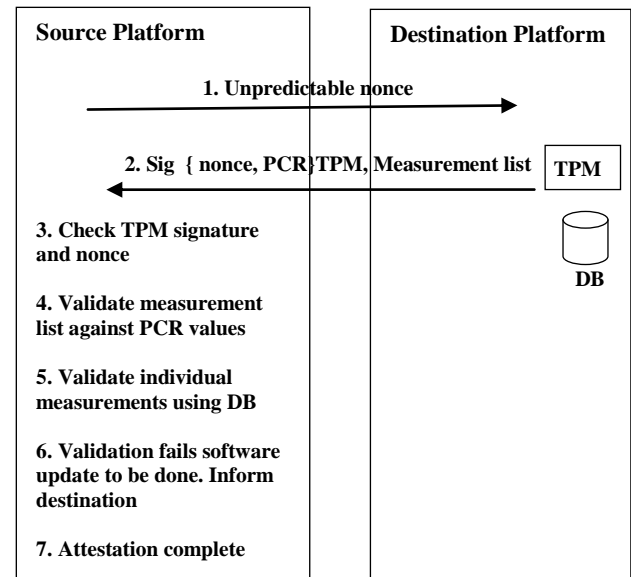 Source Platform
Destination Platform
1. Unpredictable nonce
2. Sig { nonce, PCR}TPM, Measurement list
TPM
DB
3. Check TPM signature
and nonce
4. Validate measurement
list against PCR values
5. Validate individual
measurements using DB
6. Validation fails software
update to be done. Inform
destination
7. Attestation complete